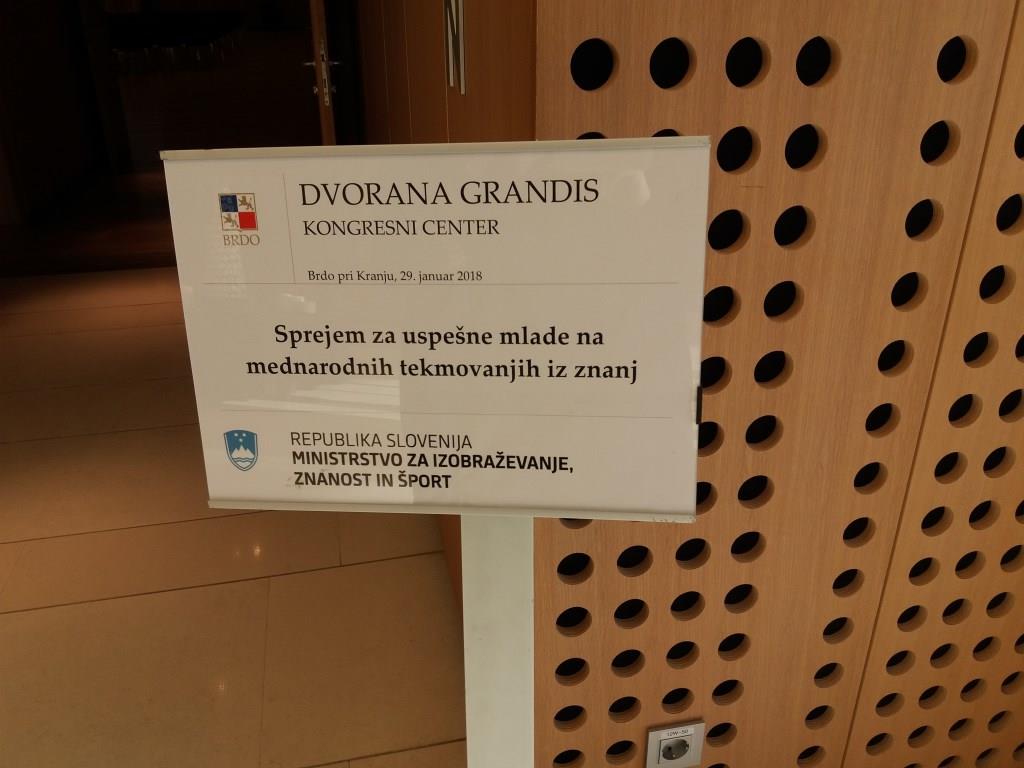 DVORANA GRANDIS
KONGRESNI CENTER
BRDO
Brdo pri Kranju, 29. januar 2018
Sprejem za uspešne mlade na
mednarodnih tekmovanjih iz znanj
REPUBLIKA SLOVENIJA
MINISTRSTVO ZA IZOBRAŽEVANJE,
ZNANOST IN ŠPORT